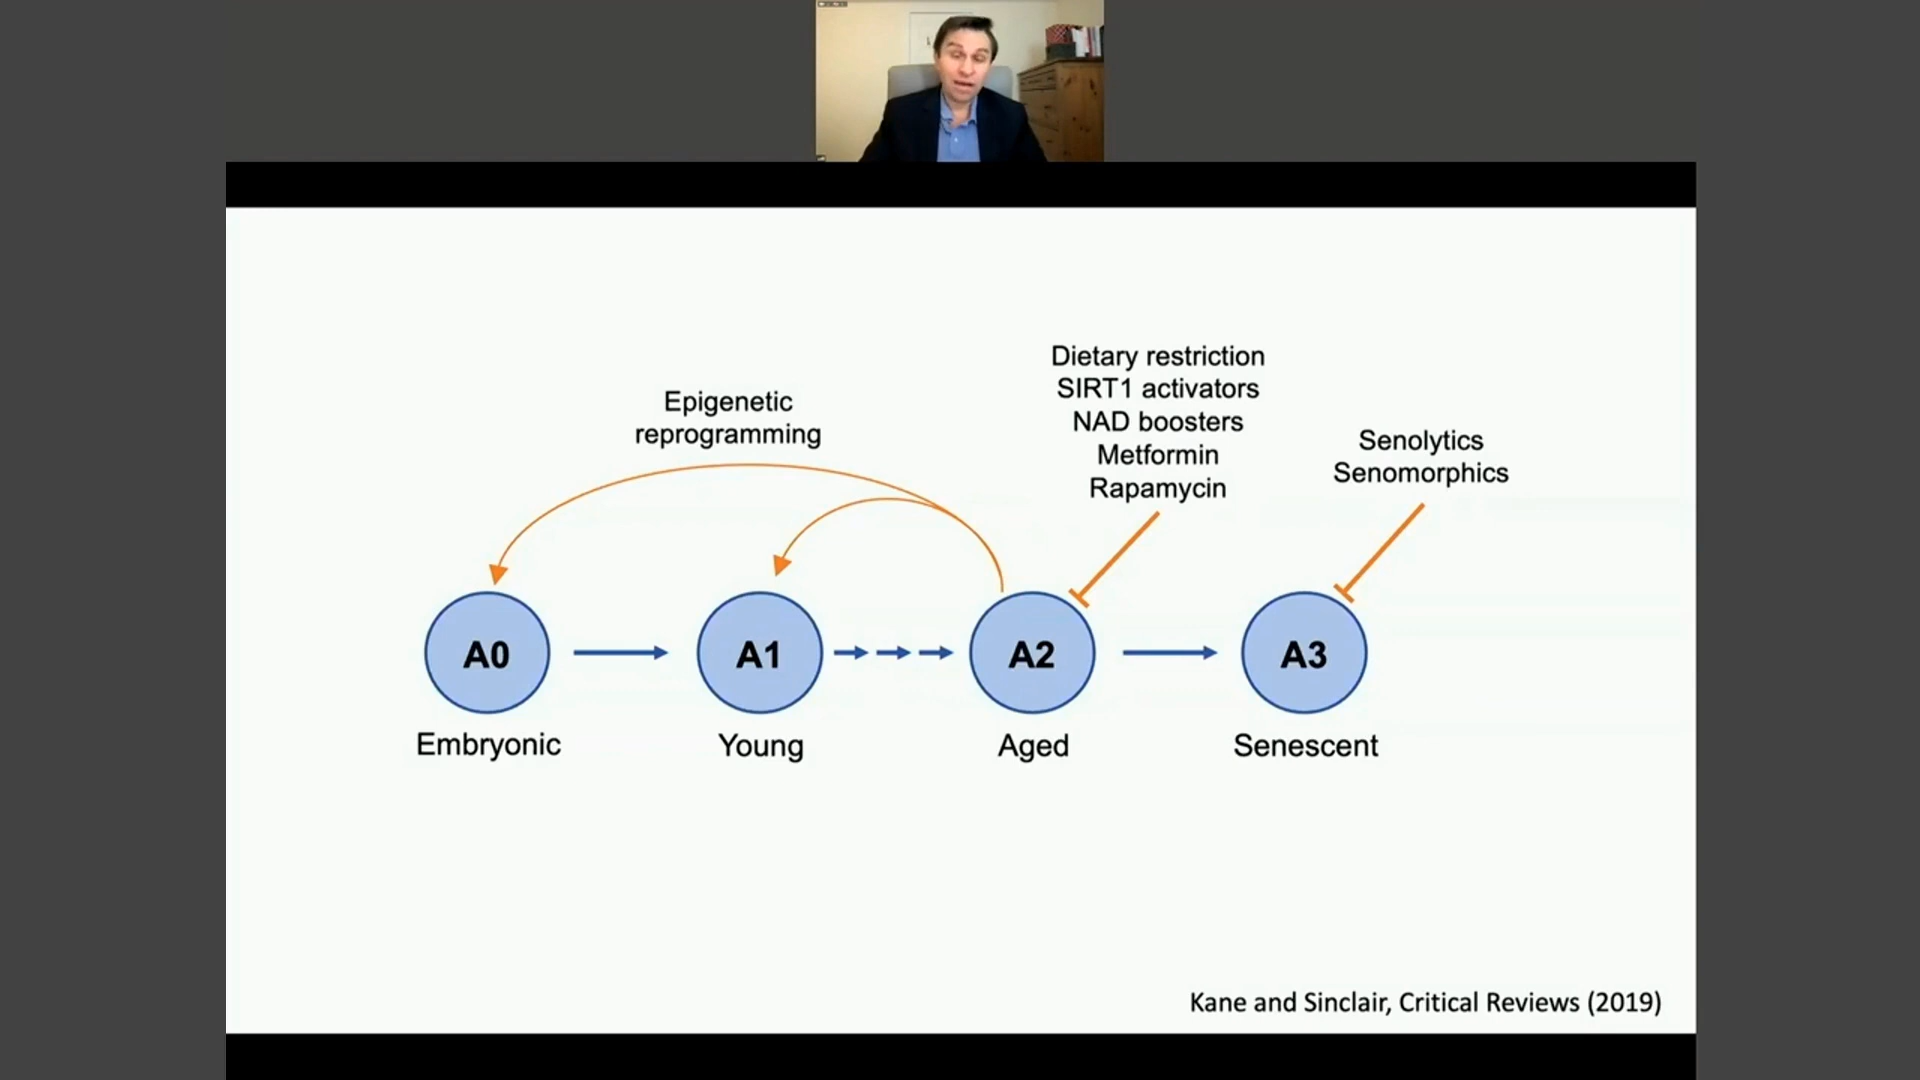 Epigenetic
reprogramming
Dietary restriction
SIRT1 activators
NAD boosters
Metformin
Rapamycin
Senolytics
Senomorphics
A0
A1
A2
A3
Embryonic
Young
Aged
Senescent
Kane and Sinclair, Critical Reviews (2019)